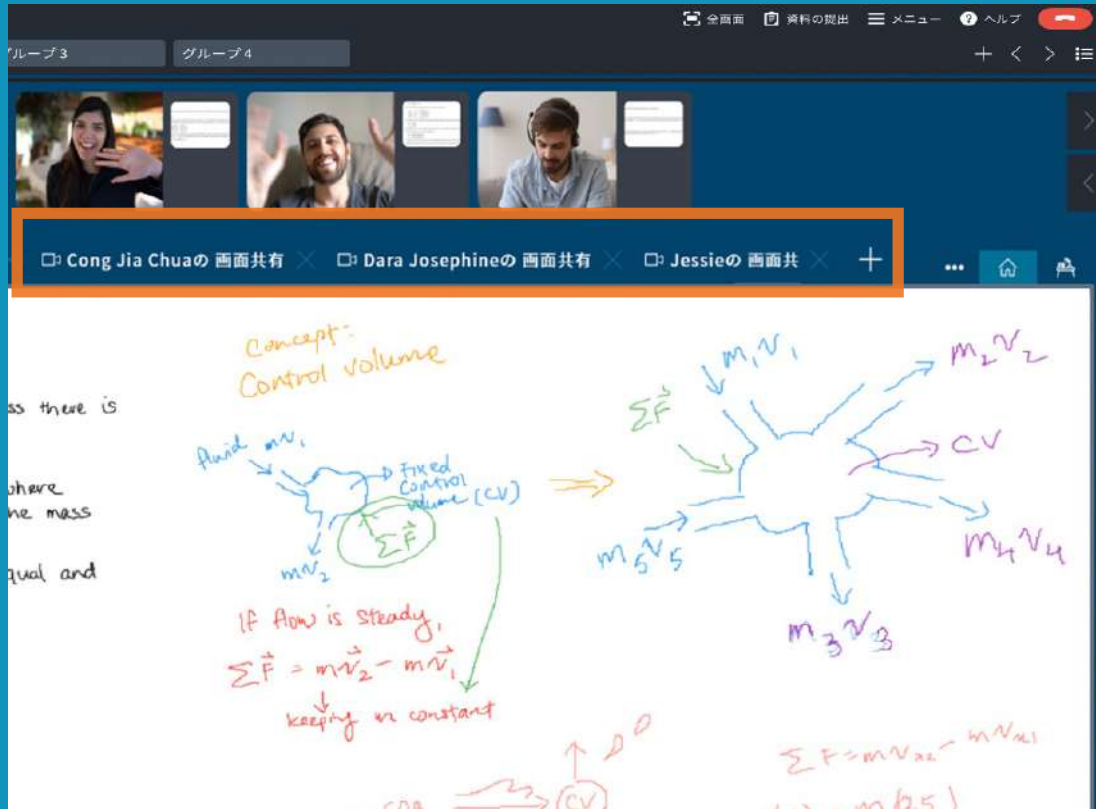 全画面 資料の提出 メニュー ヘルプ
グループ3 グループ4
Cong Jia Chuaの 画面共有 Dara Josephineの 画面共有 Jessieの 画面共
Concept:
Control volume
ss there is
where
he mass
qual and
fluid mv₁
Fixed
Control
volume (CV)
ΣF⃗
mv₂
If flow is steady,
ΣF⃗ = mv⃗₂ - mv⃗₁
keeping m constant
m₁v₁
m₂v₂
ΣF⃗
CV
m₅v₅
m₄v₄
m₃v₃
(CV)
ΣF = mvx₂ - mvx₁